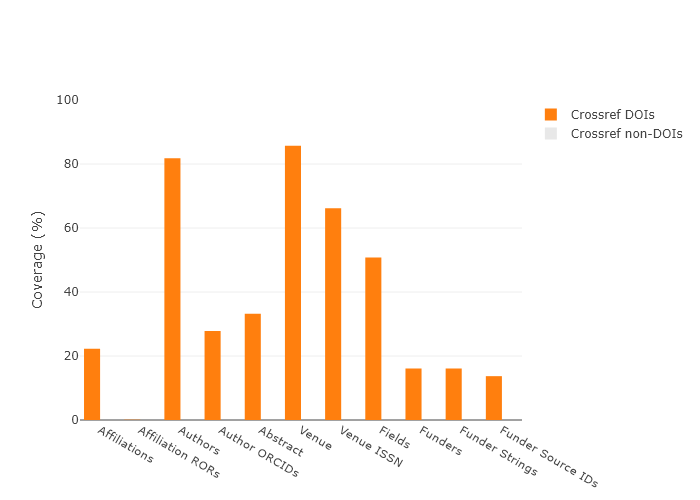 100
80
60
40
20
0
Coverage (%)
Affiliations
Affiliation RORs
Authors
Author ORCIDs
Abstract
Venue
Venue ISSN
Fields
Funders
Funder Strings
Funder Source IDs
Crossref DOIs
Crossref non-DOIs